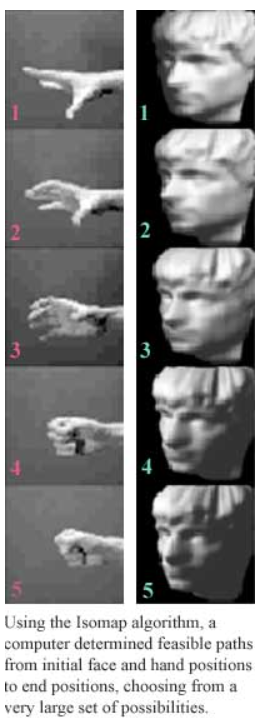 1 1
2 2
3 3
4 4
5 5
Using the Isomap algorithm, a
computer determined feasible paths
from initial face and hand positions
to end positions, choosing from a
very large set of possibilities.